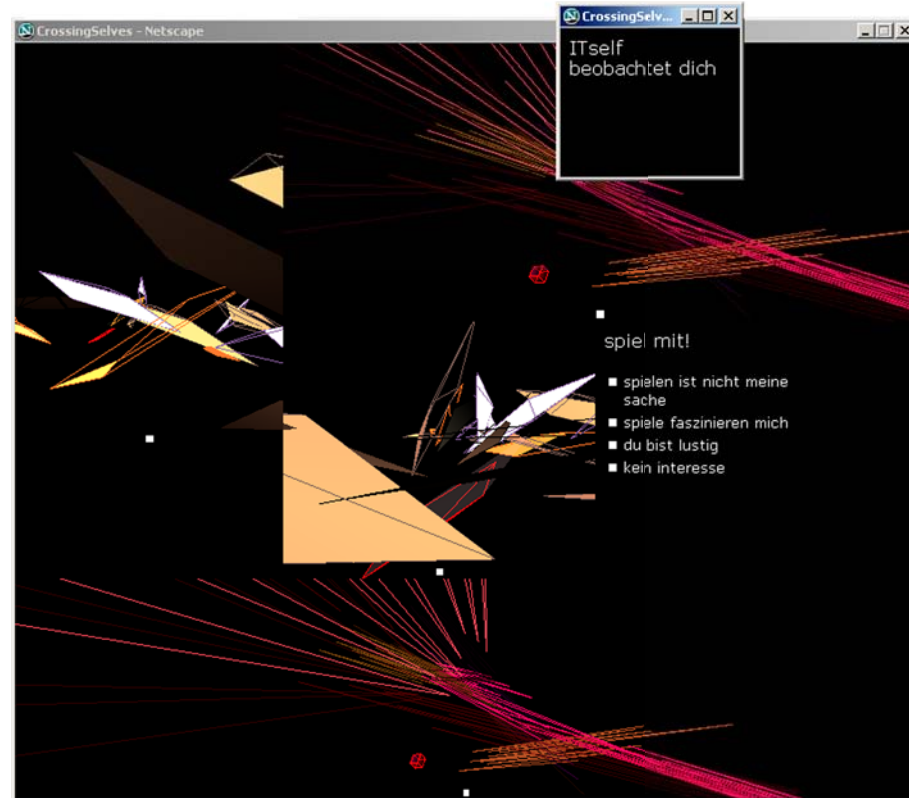 CrossingSelves - Netscape
CrossingSelv...
ITself
beobachtet dich
spiel mit!
spielen ist nicht meine
sache
spiele faszinieren mich
du bist lustig
kein interesse